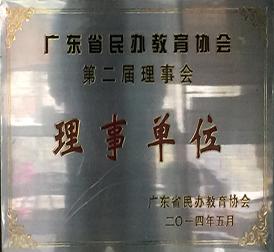 广东省民办教育协会
第二届理事会
理事单位
广东省民办教育协会
二〇一四年五月